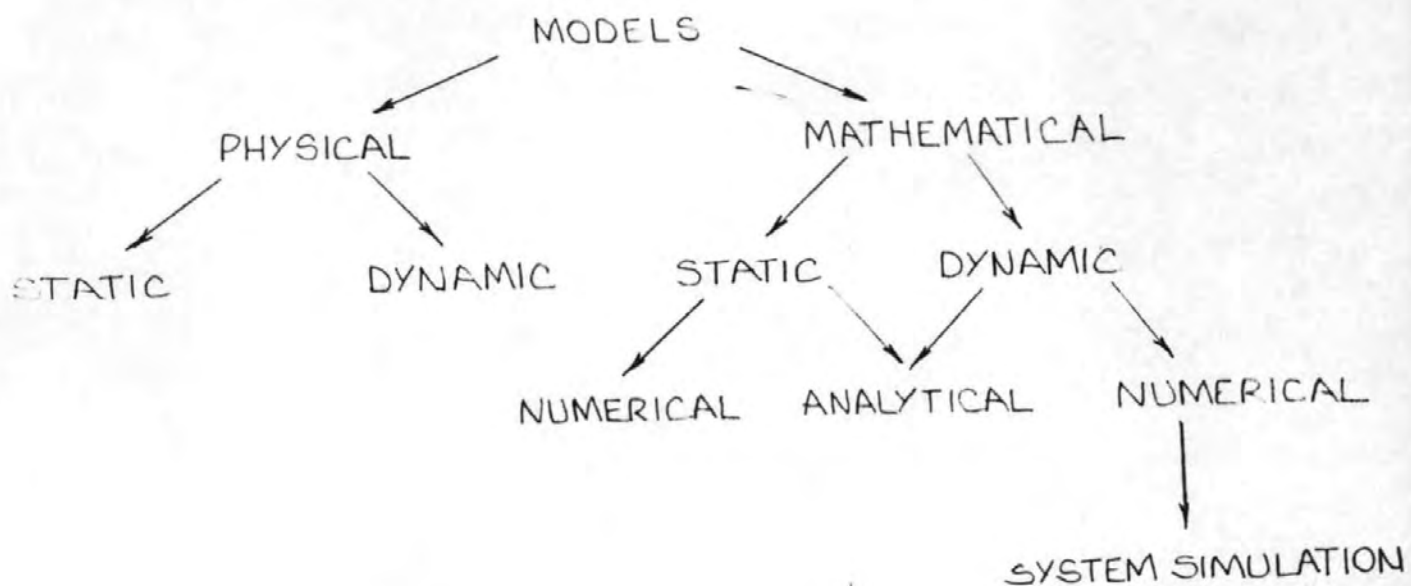 MODELS
PHYSICAL MATHEMATICAL
STATIC DYNAMIC STATIC DYNAMIC
NUMERICAL ANALYTICAL NUMERICAL
SYSTEM SIMULATION